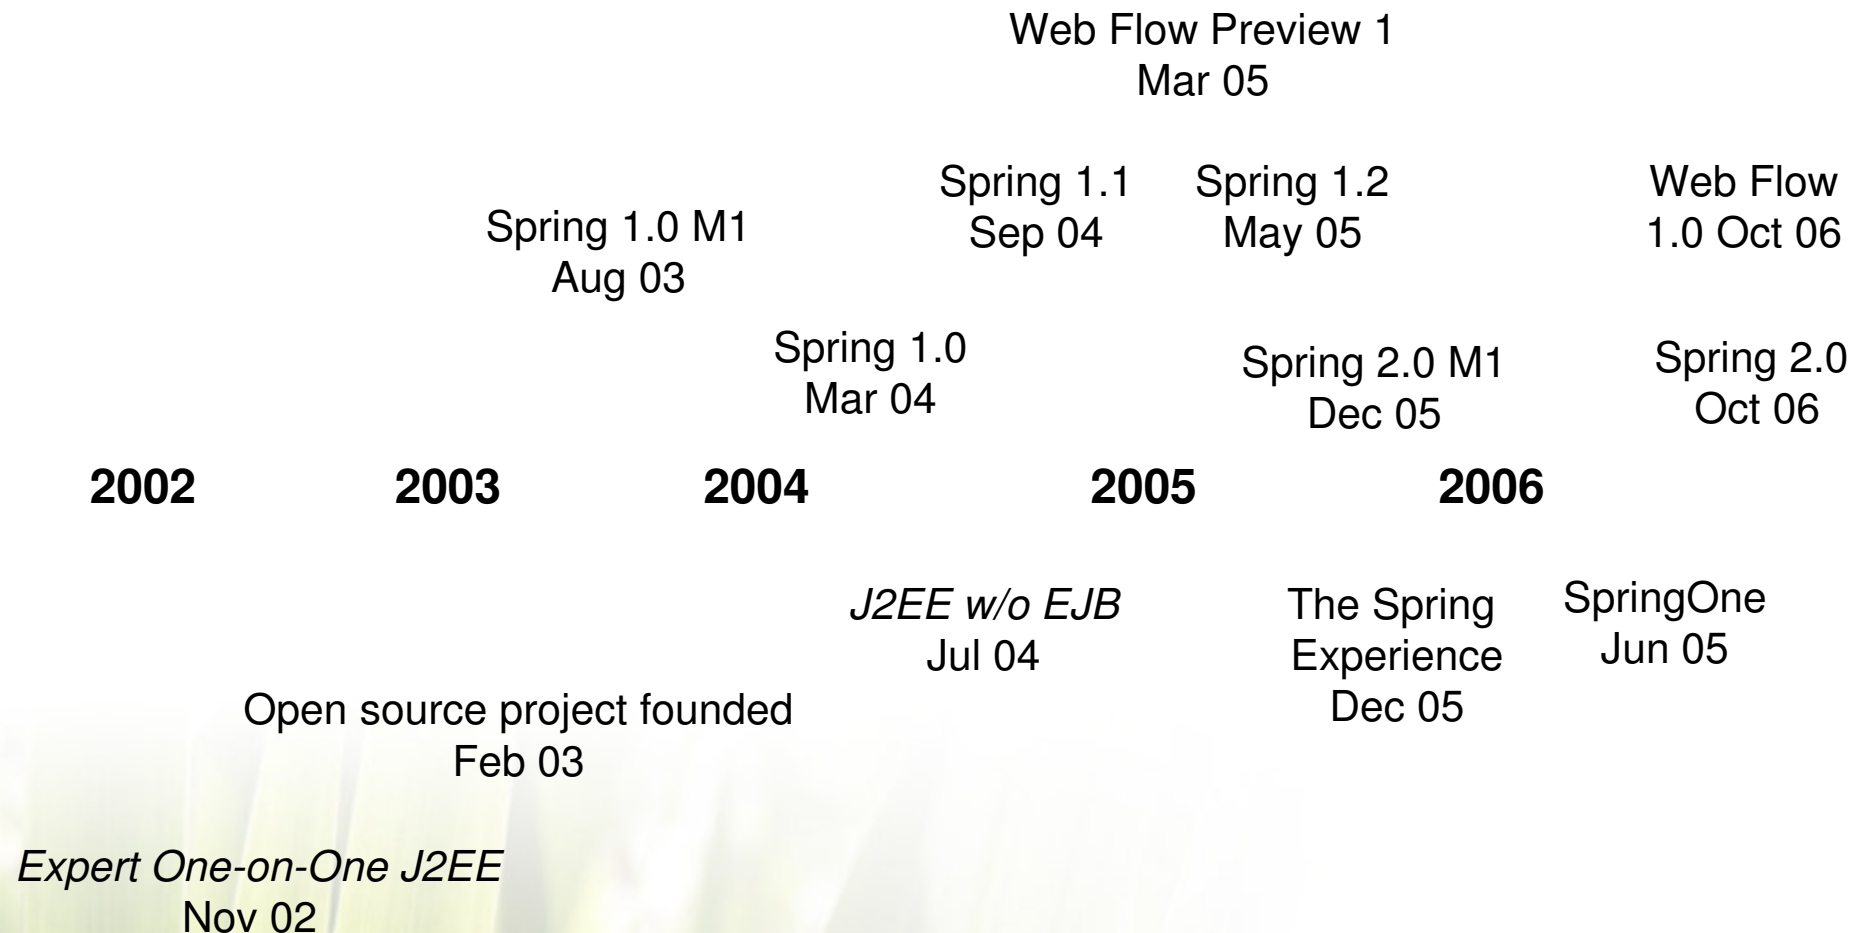 Web Flow Preview 1
Mar 05
Spring 1.1
Sep 04
Spring 1.2
May 05
Web Flow
1.0 Oct 06
Spring 1.0 M1
Aug 03
Spring 1.0
Mar 04
Spring 2.0 M1
Dec 05
Spring 2.0
Oct 06
2002
2003
2004
2005
2006
J2EE w/o EJB
Jul 04
The Spring
Experience
Dec 05
SpringOne
Jun 05
Open source project founded
Feb 03
Expert One-on-One J2EE
Nov 02